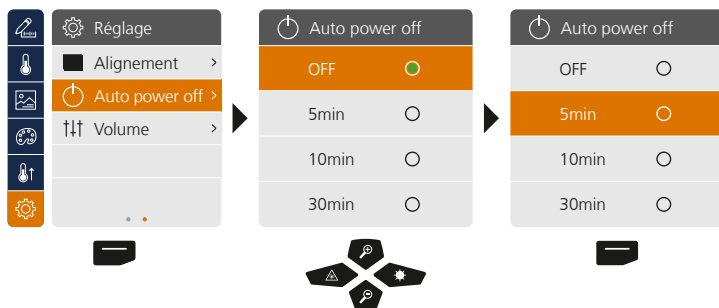 Réglage
Alignement
Auto power off
Volume
Auto power off
OFF
5min
10min
30min
Auto power off
OFF
5min
10min
30min